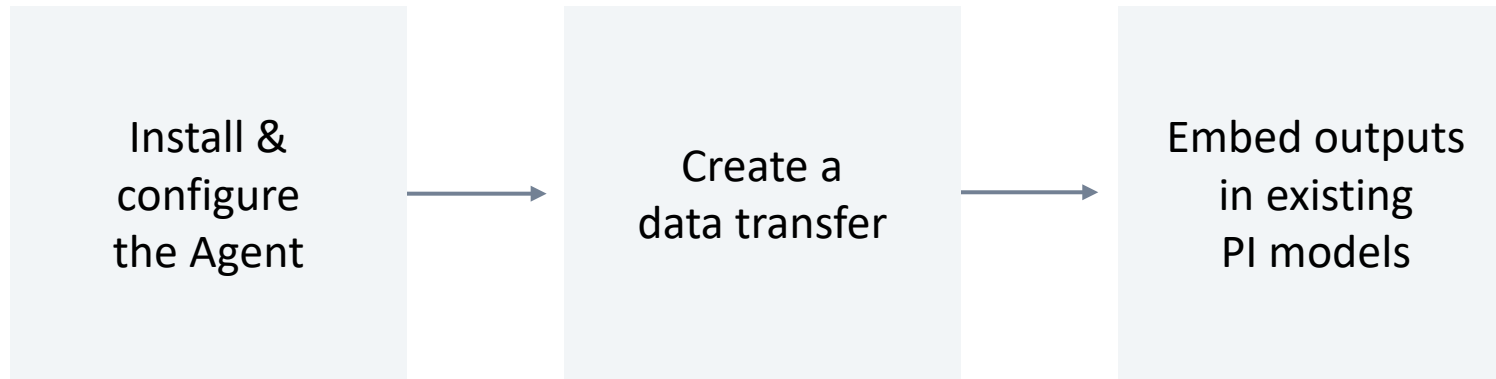 Install &
configure
the Agent
Create a
data transfer
Embed outputs
in existing
PI models